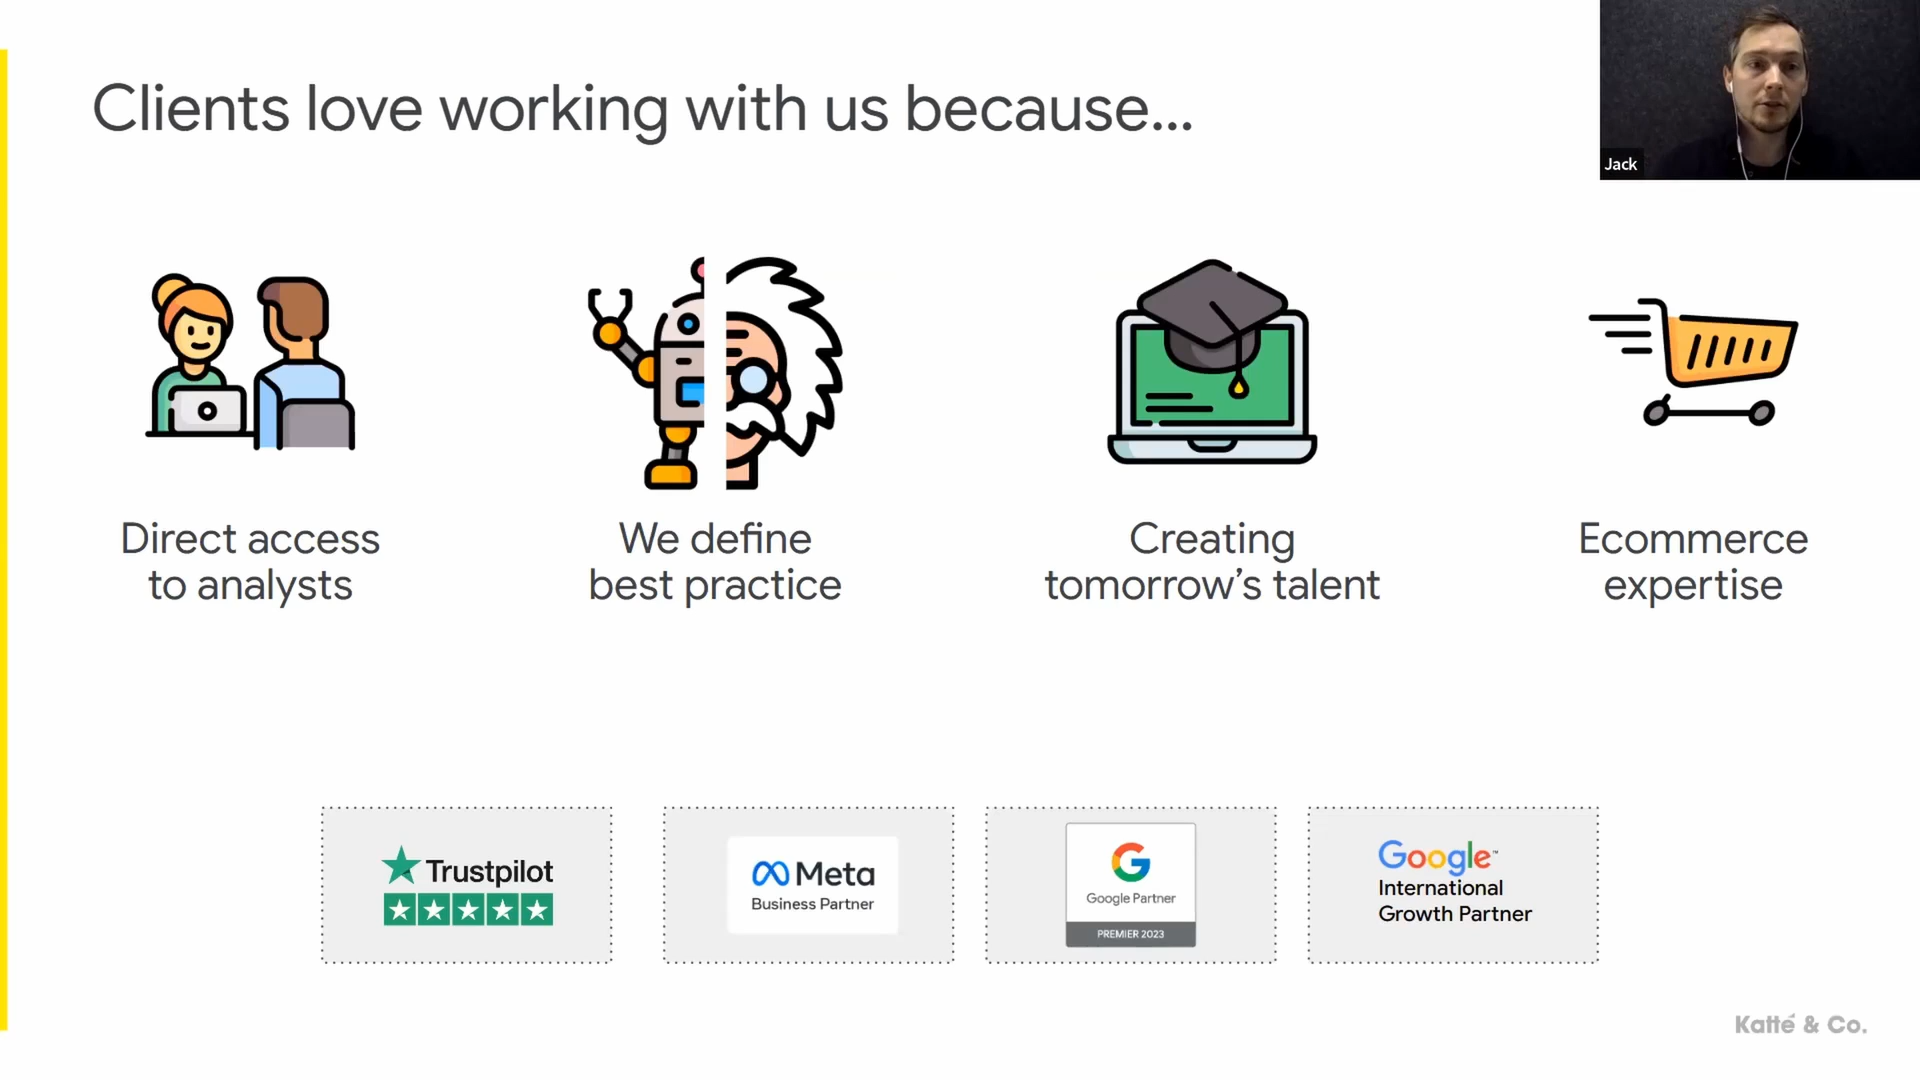 Clients love working with us because...
Jack
Direct access
to analysts
We define
best practice
Creating
tomorrow's talent
Ecommerce
expertise
Trustpilot
Meta
Business Partner
Google Partner
PREMIER 2023
Google™
International
Growth Partner
Katté & Co.